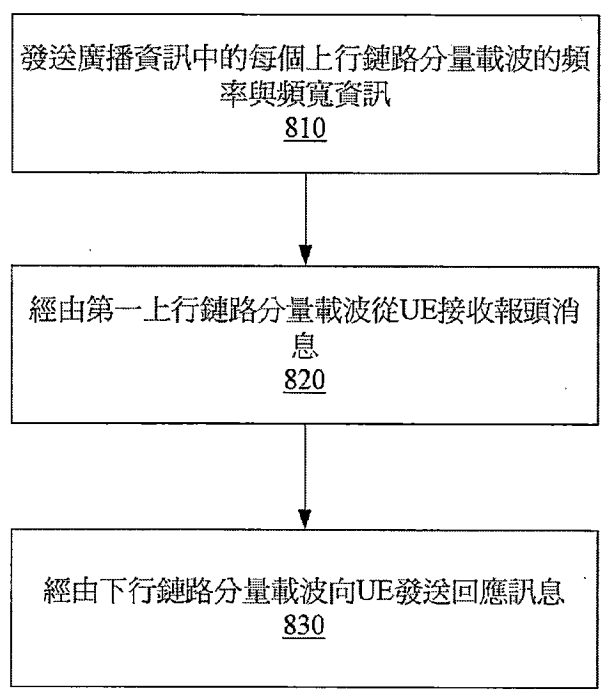 發送廣播資訊中的每個上行鏈路分量載波的頻
率與頻寬資訊
810
經由第一上行鏈路分量載波從UE接收報頭消
息
820
經由下行鏈路分量載波向UE發送回應訊息
830